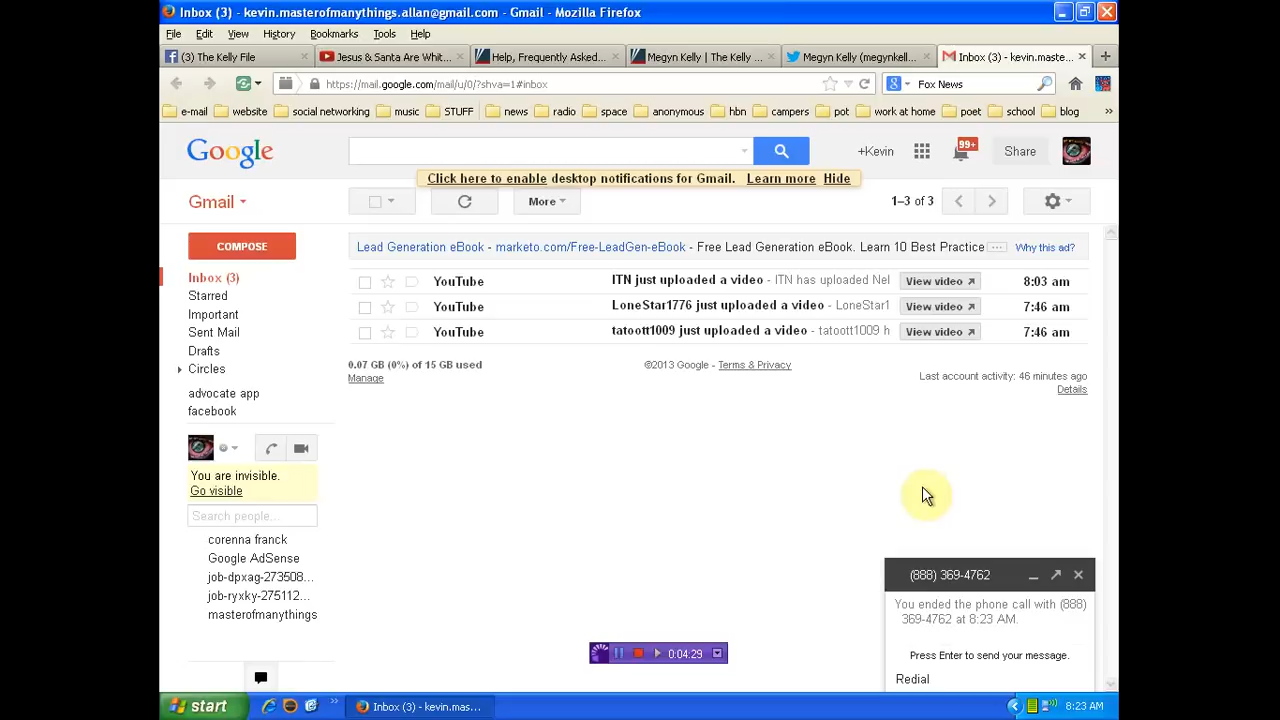 Inbox (3) - kevin.masterofmanythings.allan@gmail.com - Gmail - Mozilla Firefox
File Edit View History Bookmarks Tools Help
(3) The Kelly File
Jesus & Santa Are Whit...
Help, Frequently Asked...
Megyn Kelly | The Kelly ...
Megyn Kelly (megynkelly...
Inbox (3) - kevin.masterofm...
https://mail.google.com/mail/u/0/?shva=1#inbox
Fox News
e-mail website social networking music STUFF news radio space anonymous hbn campers pot work at home poet school blog
Google
+Kevin
99+
Share
Click here to enable desktop notifications for Gmail. Learn more Hide
Gmail
More
1–3 of 3
COMPOSE
Lead Generation eBook - marketo.com/Free-LeadGen-eBook - Free Lead Generation eBook. Learn 10 Best Practice
Why this ad?
Inbox (3)
Starred
Important
Sent Mail
Drafts
Circles
advocate app
facebook
YouTube ITN just uploaded a video - ITN has uploaded Nel View video 8:03 am
YouTube LoneStar1776 just uploaded a video - LoneStar1 View video 7:46 am
YouTube tatoott1009 just uploaded a video - tatoott1009 h View video 7:46 am
0.07 GB (0%) of 15 GB used
Manage
©2013 Google - Terms & Privacy
Last account activity: 46 minutes ago
Details
You are invisible.
Go visible
Search people...
corenna franck
Google AdSense
job-dpxag-273508...
job-ryxky-275112...
masterofmanythings
(888) 369-4762
You ended the phone call with (888)
369-4762 at 8:23 AM.
Press Enter to send your message.
Redial
0:04:29
start
Inbox (3) - kevin.mas...
8:23 AM